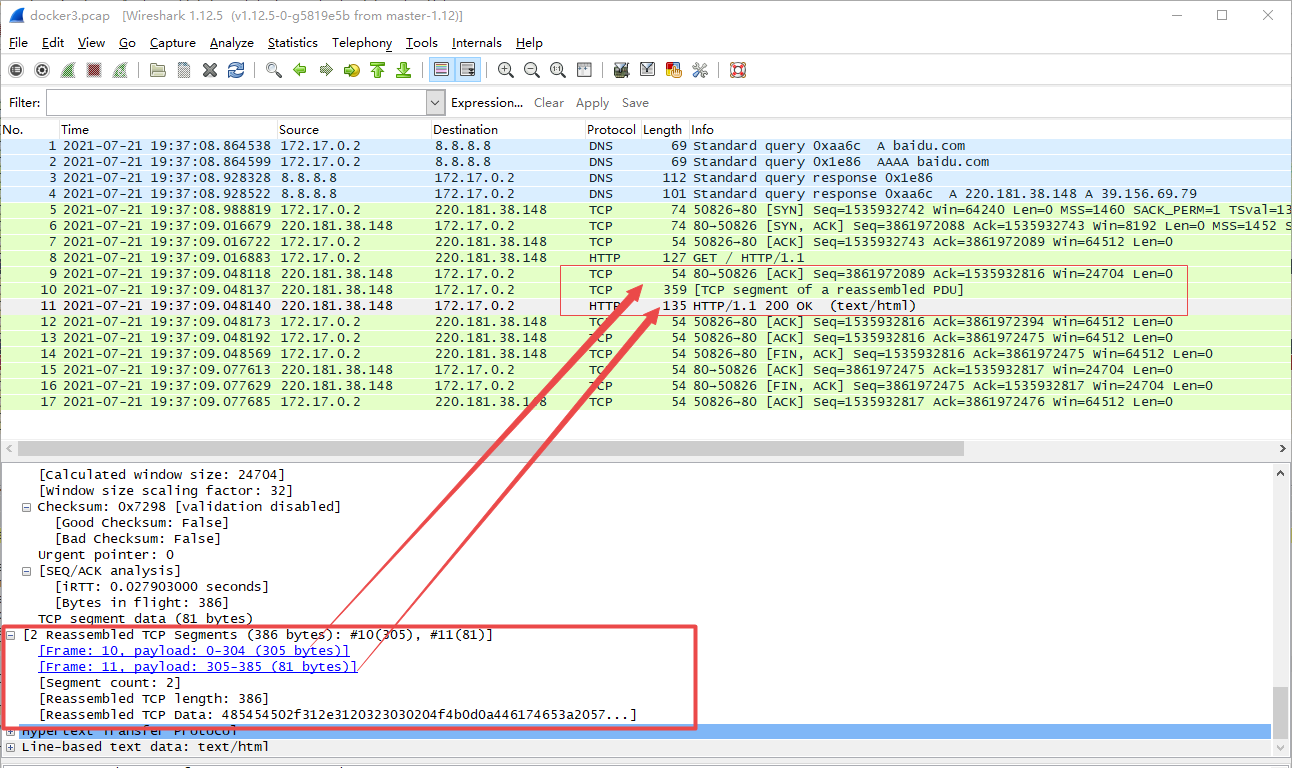 docker3.pcap [Wireshark 1.12.5 (v1.12.5-0-g5819e5b from master-1.12)]
File Edit View Go Capture Analyze Statistics Telephony Tools Internals Help
Filter: Expression... Clear Apply Save
No. Time Source Destination Protocol Length Info
1 2021-07-21 19:37:08.864538 172.17.0.2 8.8.8.8 DNS 69 Standard query 0xaa6c A baidu.com
2 2021-07-21 19:37:08.864599 172.17.0.2 8.8.8.8 DNS 69 Standard query 0x1e86 AAAA baidu.com
3 2021-07-21 19:37:08.928328 8.8.8.8 172.17.0.2 DNS 112 Standard query response 0x1e86
4 2021-07-21 19:37:08.928522 8.8.8.8 172.17.0.2 DNS 101 Standard query response 0xaa6c A 220.181.38.148 A 39.156.69.79
5 2021-07-21 19:37:08.988819 172.17.0.2 220.181.38.148 TCP 74 50826→80 [SYN] Seq=1535932742 Win=64240 Len=0 MSS=1460 SACK_PERM=1 TSval=13
6 2021-07-21 19:37:09.016679 220.181.38.148 172.17.0.2 TCP 74 80→50826 [SYN, ACK] Seq=3861972088 Ack=1535932743 Win=8192 Len=0 MSS=1452 S
7 2021-07-21 19:37:09.016722 172.17.0.2 220.181.38.148 TCP 54 50826→80 [ACK] Seq=1535932743 Ack=3861972089 Win=64512 Len=0
8 2021-07-21 19:37:09.016883 172.17.0.2 220.181.38.148 HTTP 127 GET / HTTP/1.1
9 2021-07-21 19:37:09.048118 220.181.38.148 172.17.0.2 TCP 54 80→50826 [ACK] Seq=3861972089 Ack=1535932816 Win=24704 Len=0
10 2021-07-21 19:37:09.048137 220.181.38.148 172.17.0.2 TCP 359 [TCP segment of a reassembled PDU]
11 2021-07-21 19:37:09.048140 220.181.38.148 172.17.0.2 HTTP 135 HTTP/1.1 200 OK (text/html)
12 2021-07-21 19:37:09.048173 172.17.0.2 220.181.38.148 TCP 54 50826→80 [ACK] Seq=1535932816 Ack=3861972394 Win=64512 Len=0
13 2021-07-21 19:37:09.048192 172.17.0.2 220.181.38.148 TCP 54 50826→80 [ACK] Seq=1535932816 Ack=3861972475 Win=64512 Len=0
14 2021-07-21 19:37:09.048569 172.17.0.2 220.181.38.148 TCP 54 50826→80 [FIN, ACK] Seq=1535932816 Ack=3861972475 Win=64512 Len=0
15 2021-07-21 19:37:09.077613 220.181.38.148 172.17.0.2 TCP 54 80→50826 [ACK] Seq=3861972475 Ack=1535932817 Win=24704 Len=0
16 2021-07-21 19:37:09.077629 220.181.38.148 172.17.0.2 TCP 54 80→50826 [FIN, ACK] Seq=3861972475 Ack=1535932817 Win=24704 Len=0
17 2021-07-21 19:37:09.077685 172.17.0.2 220.181.38.148 TCP 54 50826→80 [ACK] Seq=1535932817 Ack=3861972476 Win=64512 Len=0
[Calculated window size: 24704]
[Window size scaling factor: 32]
Checksum: 0x7298 [validation disabled]
[Good Checksum: False]
[Bad Checksum: False]
Urgent pointer: 0
[SEQ/ACK analysis]
[iRTT: 0.027903000 seconds]
[Bytes in flight: 386]
TCP segment data (81 bytes)
[2 Reassembled TCP Segments (386 bytes): #10(305), #11(81)]
[Frame: 10, payload: 0-304 (305 bytes)]
[Frame: 11, payload: 305-385 (81 bytes)]
[Segment count: 2]
[Reassembled TCP length: 386]
[Reassembled TCP Data: 485454502f312e3120323030204f4b0d0a446174653a2057...]
Hypertext Transfer Protocol
Line-based text data: text/html